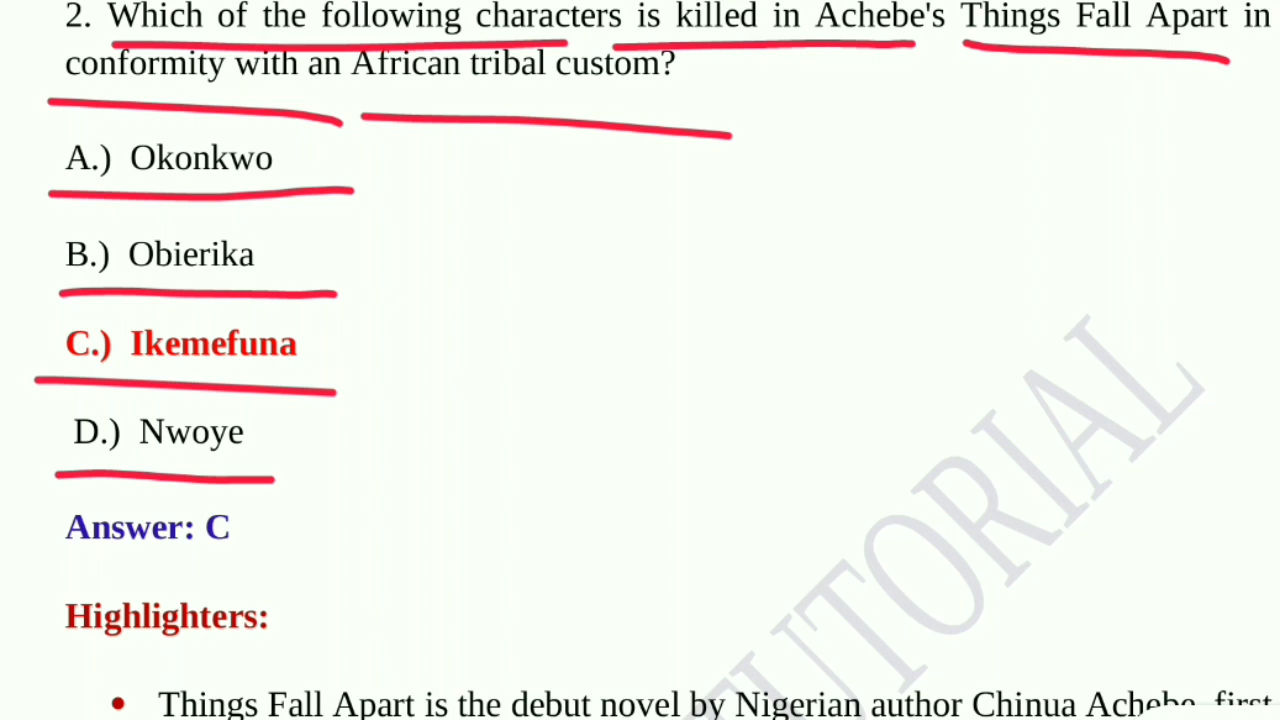 2. Which of the following characters is killed in Achebe's Things Fall Apart in
conformity with an African tribal custom?
A.) Okonkwo
B.) Obierika
C.) Ikemefuna
D.) Nwoye
Answer: C
Highlighters:
• Things Fall Apart is the debut novel by Nigerian author Chinua Achebe, first
TUTORIAL